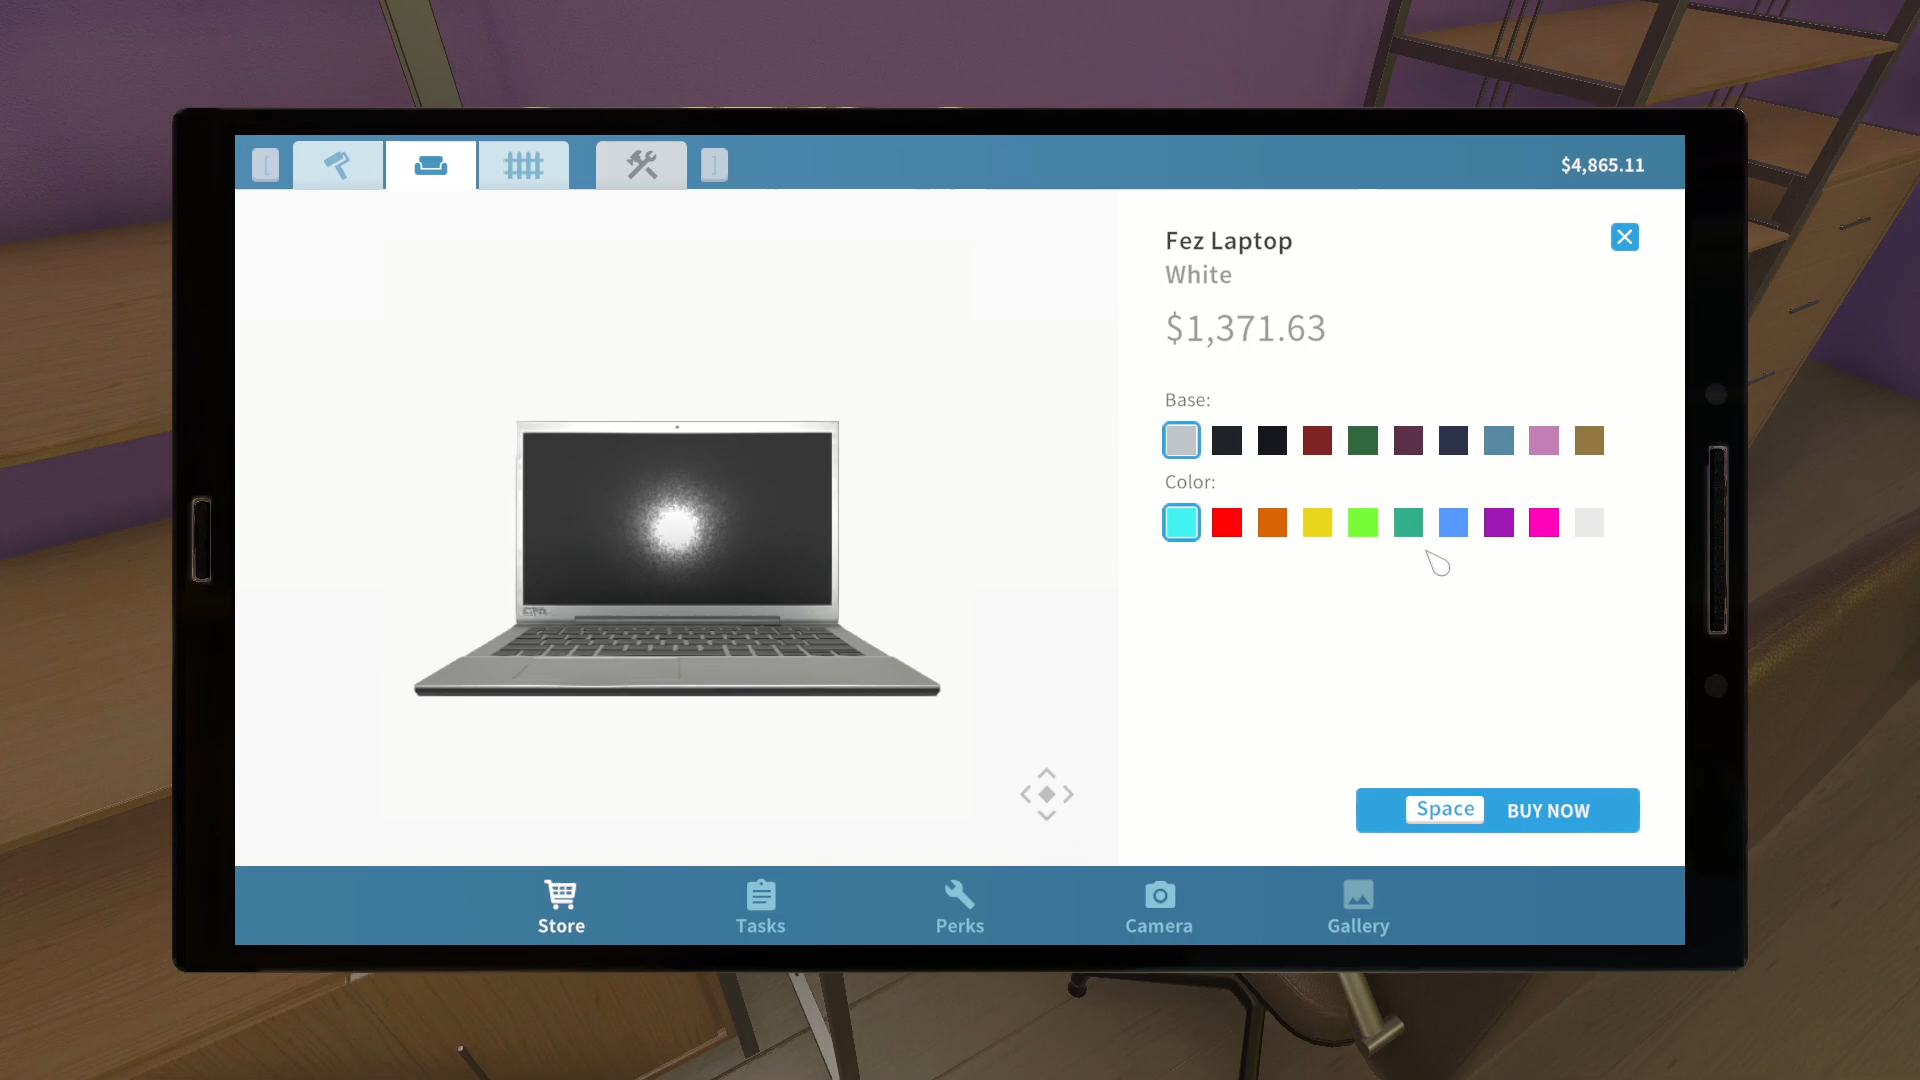 [
]
$4,865.11
Fez Laptop
White
$1,371.63
Base:
Color:
Space BUY NOW
Store
Tasks
Perks
Camera
Gallery